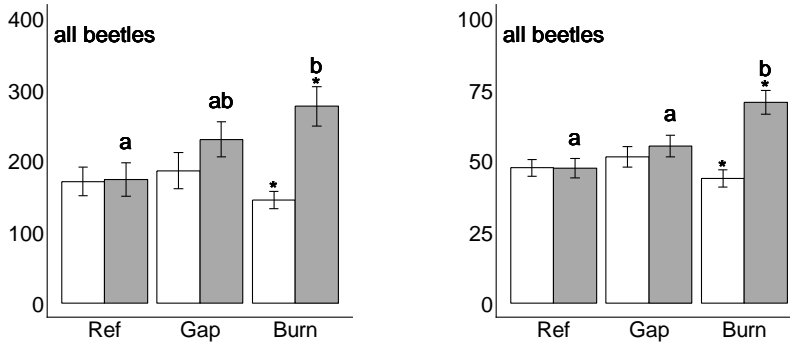 400
all beetles
300
200
100
0
a
ab
b
*
*
Ref Gap Burn
100
all beetles
75
50
25
0
a
a
b
*
*
Ref Gap Burn